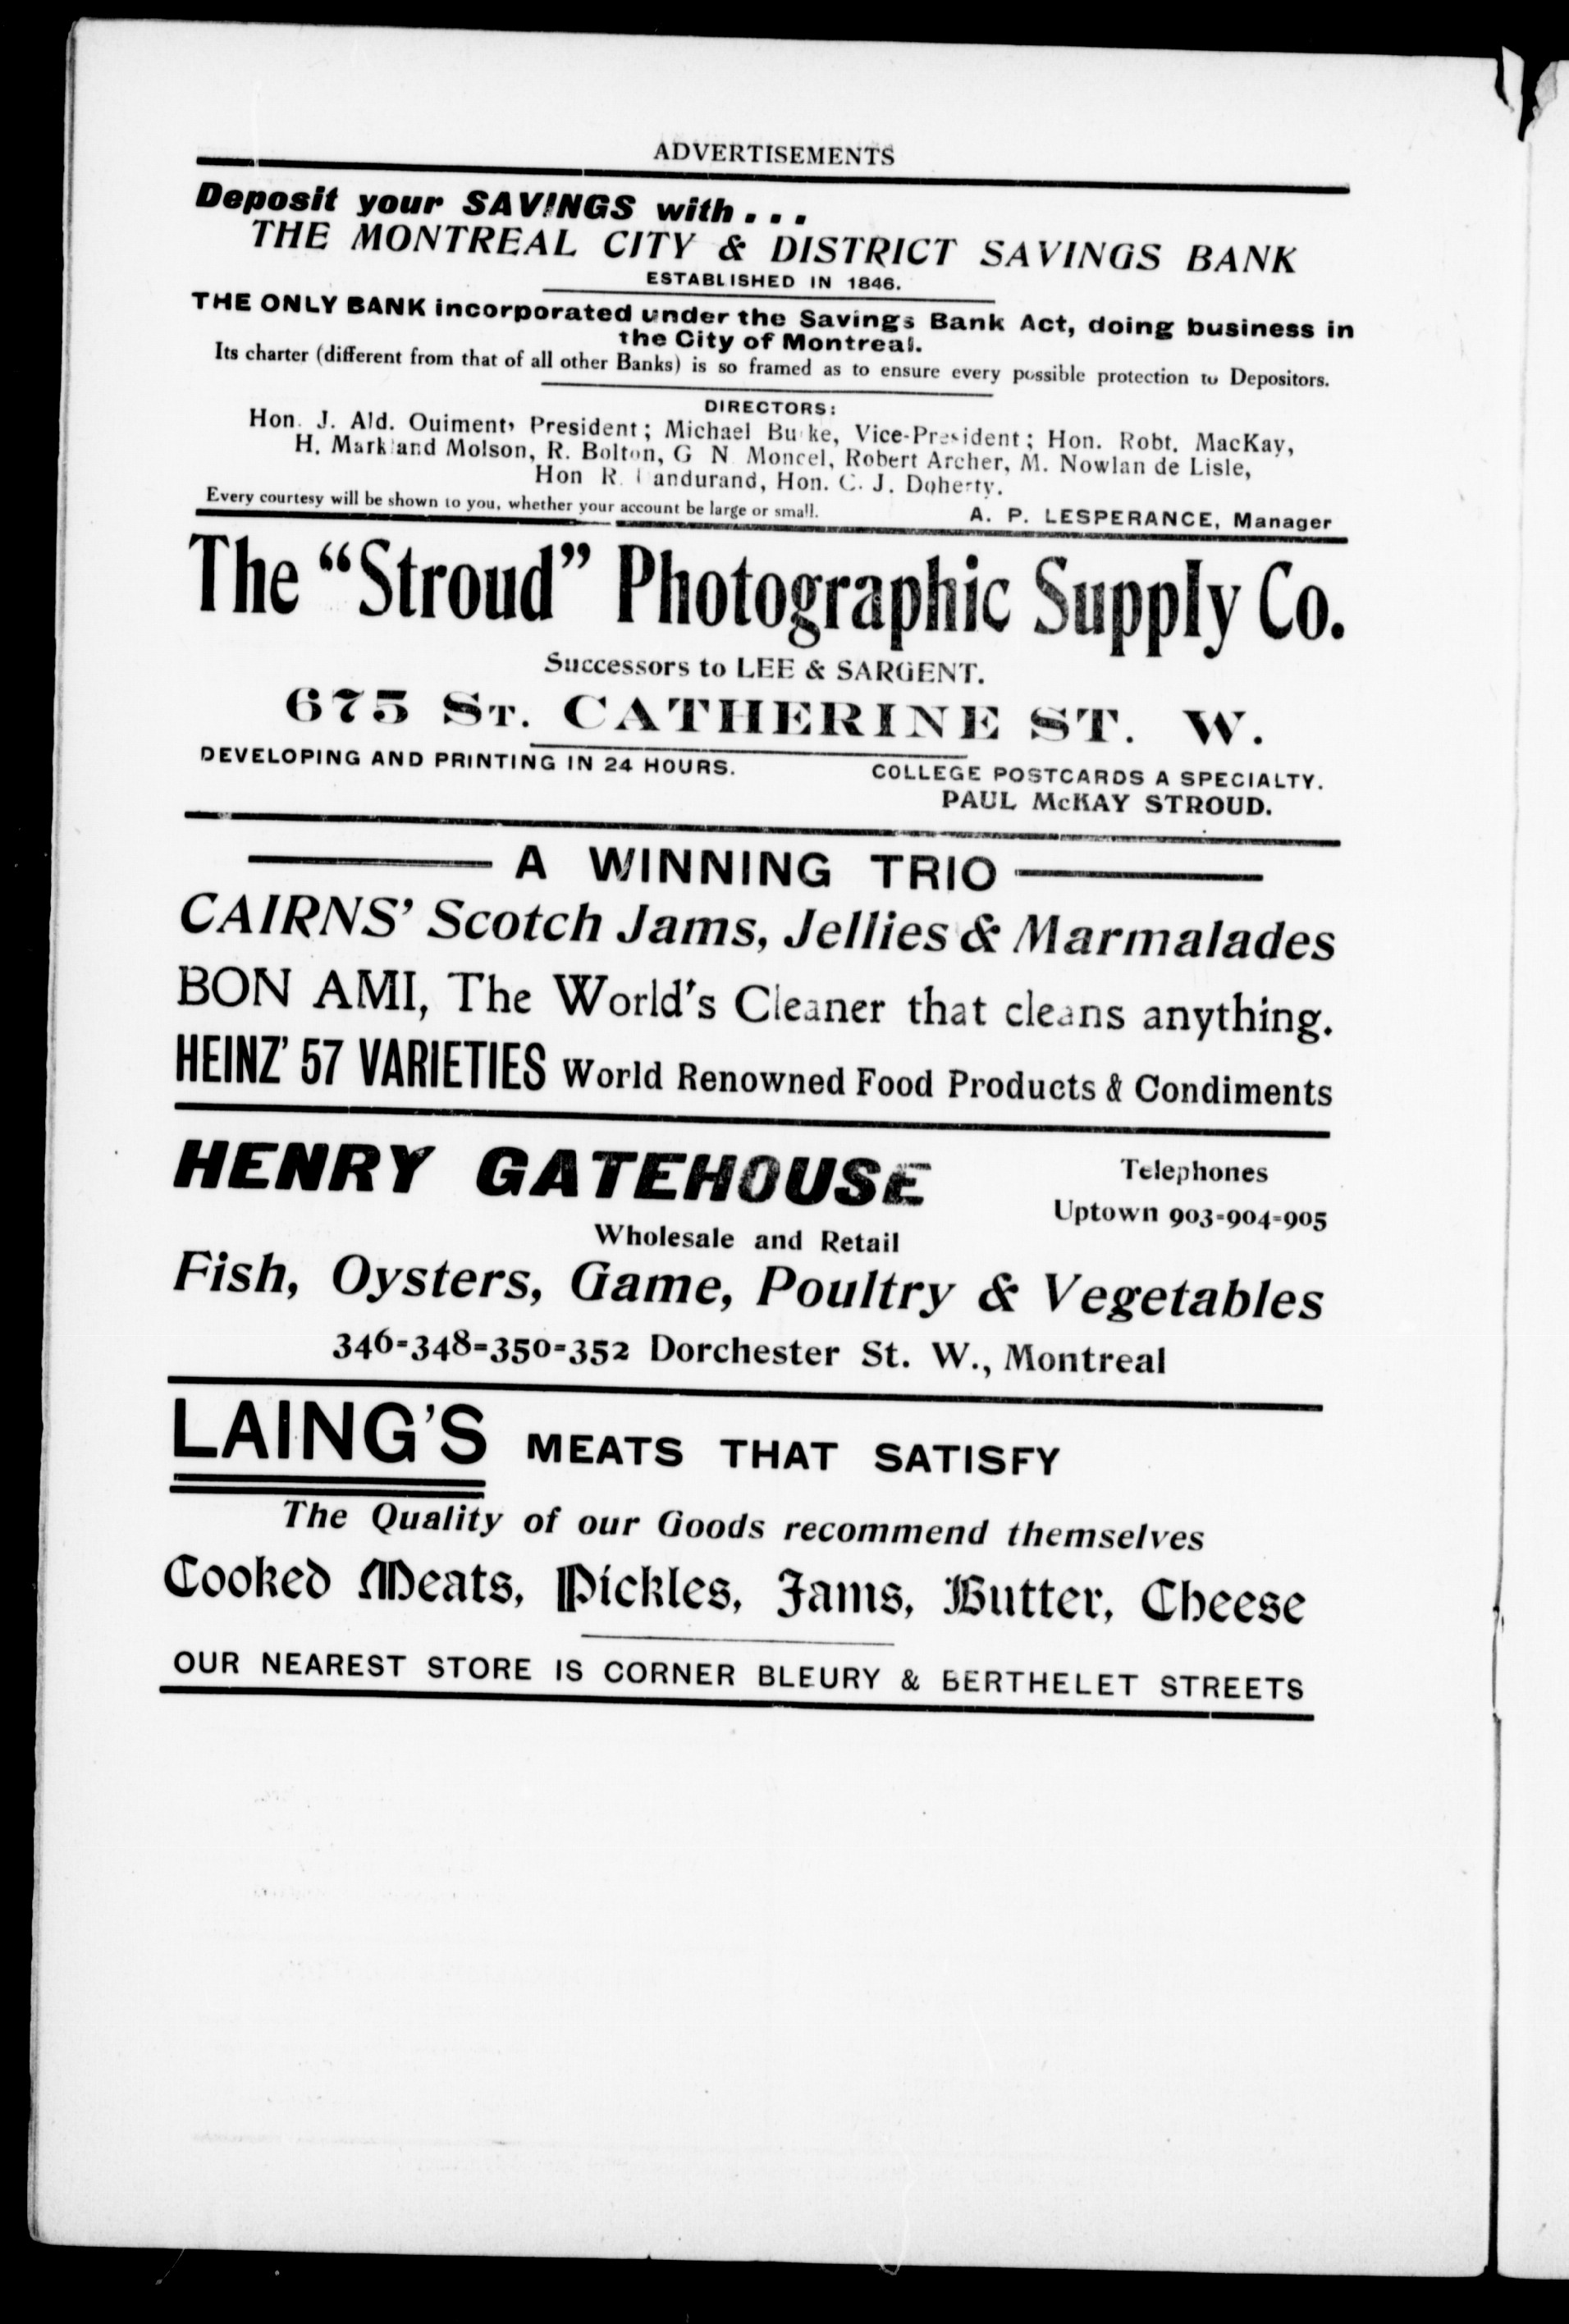 ADVERTISEMENTS
Deposit your SAVINGS with . . .
THE MONTREAL CITY & DISTRICT SAVINGS BANK
ESTABLISHED IN 1846.
THE ONLY BANK incorporated under the Savings Bank Act, doing business in
the City of Montreal.
Its charter (different from that of all other Banks) is so framed as to ensure every possible protection to Depositors.
DIRECTORS:
Hon. J. Ald. Ouiment, President; Michael Burke, Vice-President; Hon. Robt. MacKay,
H. Markland Molson, R. Bolton, G N Moncel, Robert Archer, M. Nowlan de Lisle,
Hon R. Dandurand, Hon. C. J. Doherty.
Every courtesy will be shown to you, whether your account be large or small.
A. P. LESPERANCE, Manager
The "Stroud" Photographic Supply Co.
Successors to LEE & SARGENT.
675 ST. CATHERINE ST. W.
DEVELOPING AND PRINTING IN 24 HOURS.
COLLEGE POSTCARDS A SPECIALTY.
PAUL McKAY STROUD.
A WINNING TRIO
CAIRNS' Scotch Jams, Jellies & Marmalades
BON AMI, The World's Cleaner that cleans anything.
HEINZ' 57 VARIETIES World Renowned Food Products & Condiments
HENRY GATEHOUSE
Telephones
Uptown 903-904-905
Wholesale and Retail
Fish, Oysters, Game, Poultry & Vegetables
346-348-350-352 Dorchester St. W., Montreal
LAING'S MEATS THAT SATISFY
The Quality of our Goods recommend themselves
Cooked Meats, Pickles, Jams, Butter, Cheese
OUR NEAREST STORE IS CORNER BLEURY & BERTHELET STREETS